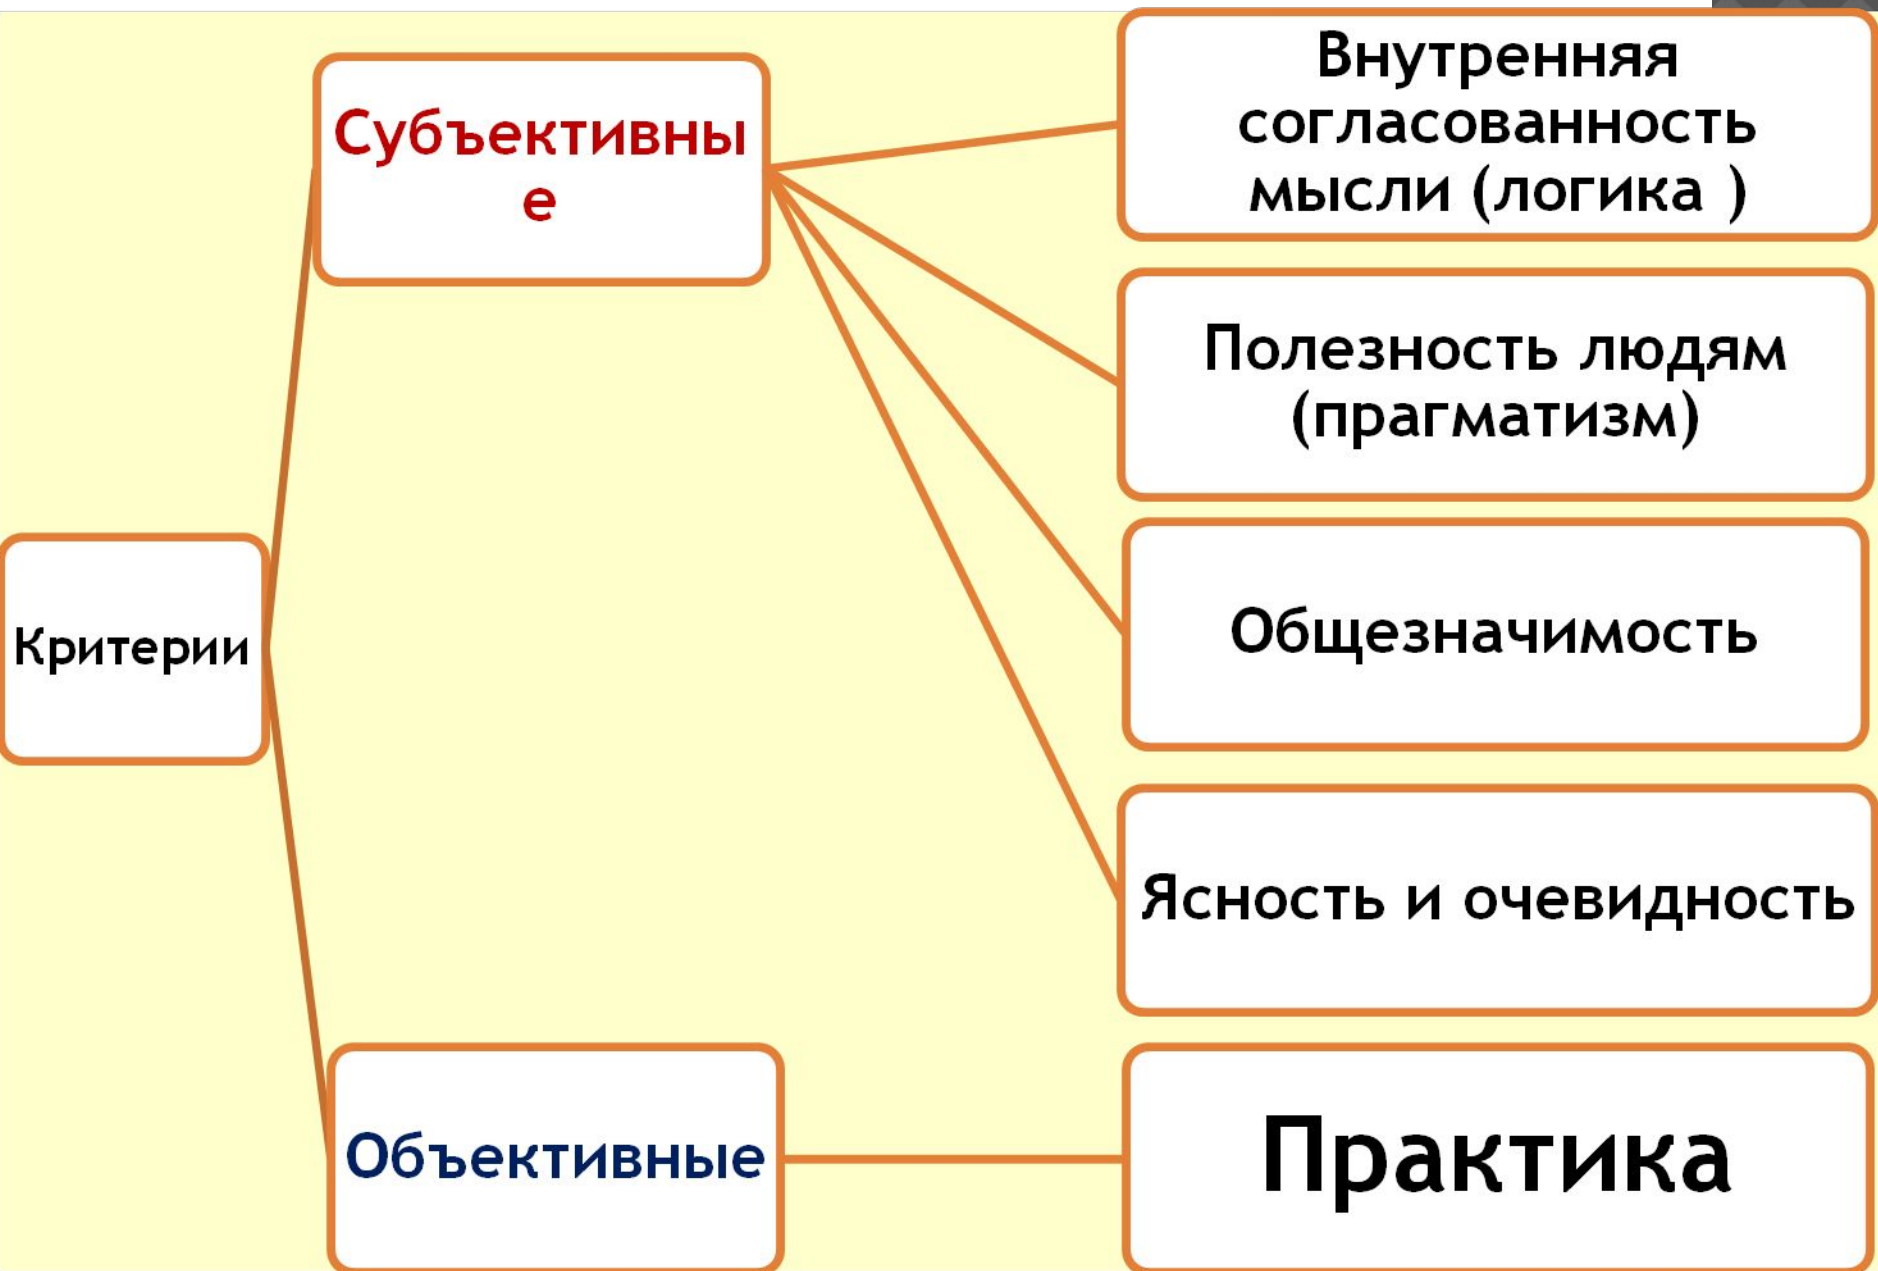 Критерии
Субъективны
е
Внутренняя
согласованность
мысли (логика )
Полезность людям
(прагматизм)
Общезначимость
Ясность и очевидность
Объективные
Практика